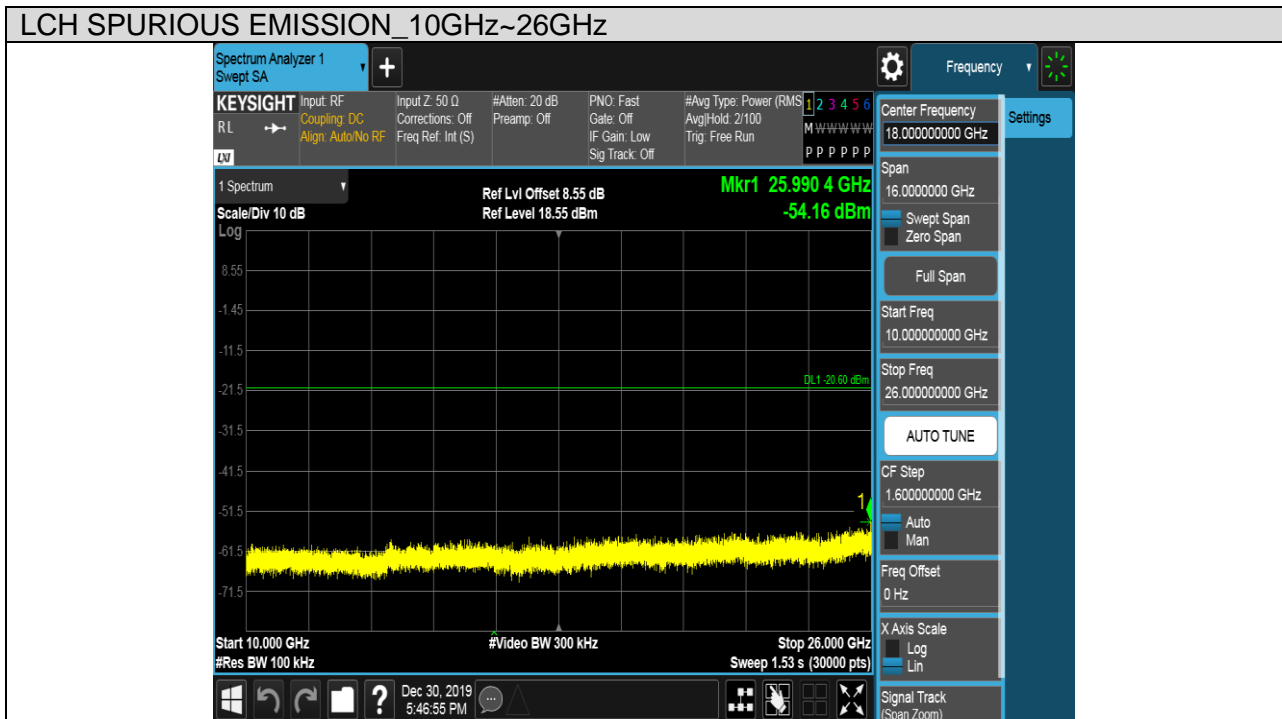 LCH SPURIOUS EMISSION_10GHz~26GHz
Spectrum Analyzer 1
Swept SA
Frequency
KEYSIGHT
RL
LXI
Input: RF
Coupling: DC
Align: Auto/No RF
Input Z: 50 Ω
Corrections: Off
Freq Ref: Int (S)
#Atten: 20 dB
Preamp: Off
PNO: Fast
Gate: Off
IF Gain: Low
Sig Track: Off
#Avg Type: Power (RMS
Avg|Hold: 2/100
Trig: Free Run
1 2 3 4 5 6
M W W W W W
P P P P P P
1 Spectrum
Scale/Div 10 dB
Log
Ref Lvl Offset 8.55 dB
Ref Level 18.55 dBm
Mkr1 25.990 4 GHz
-54.16 dBm
8.55
-1.45
-11.5
-21.5
DL1 -20.60 dBm
-31.5
-41.5
-51.5
1
-61.5
-71.5
Start 10.000 GHz
#Res BW 100 kHz
#Video BW 300 kHz
Stop 26.000 GHz
Sweep 1.53 s (30000 pts)
?
Dec 30, 2019
5:46:55 PM
Center Frequency
18.000000000 GHz
Span
16.0000000 GHz
Swept Span
Zero Span
Full Span
Start Freq
10.000000000 GHz
Stop Freq
26.000000000 GHz
AUTO TUNE
CF Step
1.600000000 GHz
Auto
Man
Freq Offset
0 Hz
X Axis Scale
Log
Lin
Signal Track
(Span Zoom)
Settings